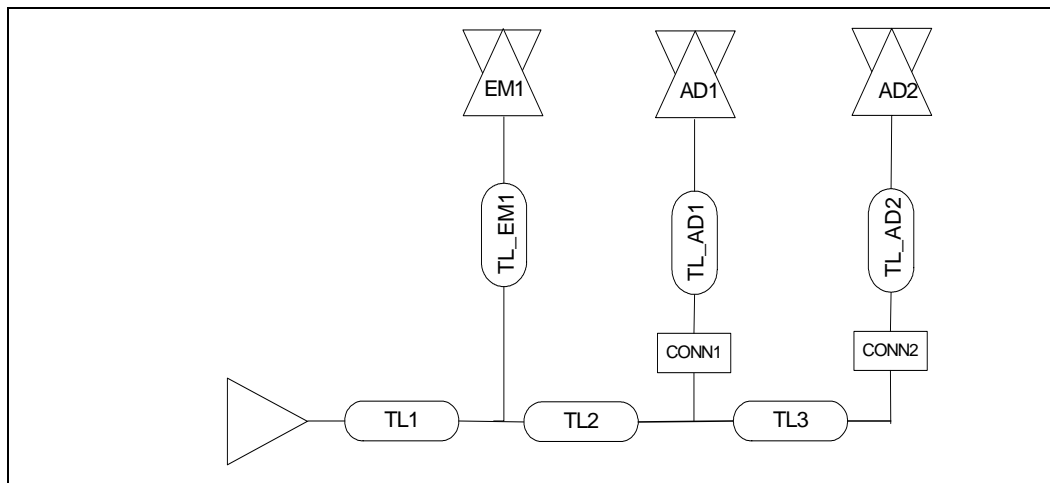 EM1
AD1
AD2
TL_EM1
TL_AD1
TL_AD2
CONN1
CONN2
TL1
TL2
TL3